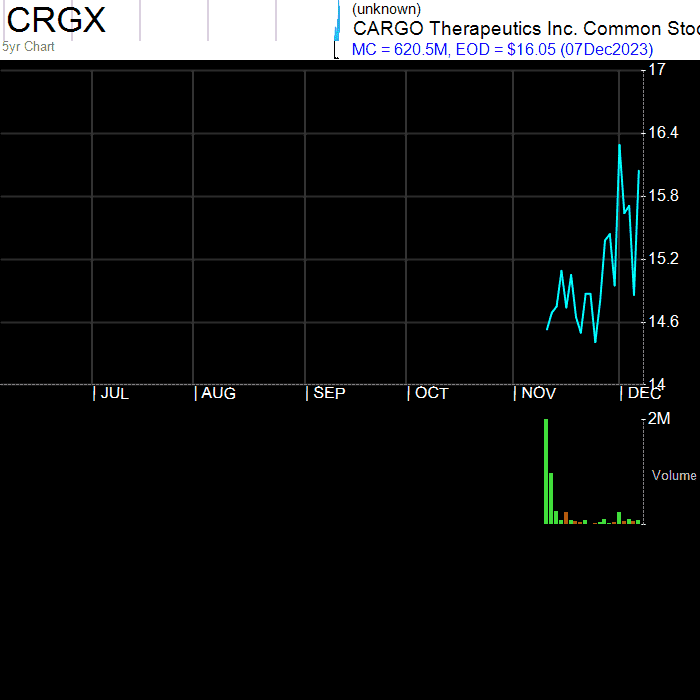 CRGX
5yr Chart
(unknown)
CARGO Therapeutics Inc. Common Stoc
MC = 620.5M, EOD = $16.05 (07Dec2023)
17
16.4
15.8
15.2
14.6
14
JUL AUG SEP OCT NOV DEC
2M
Volume